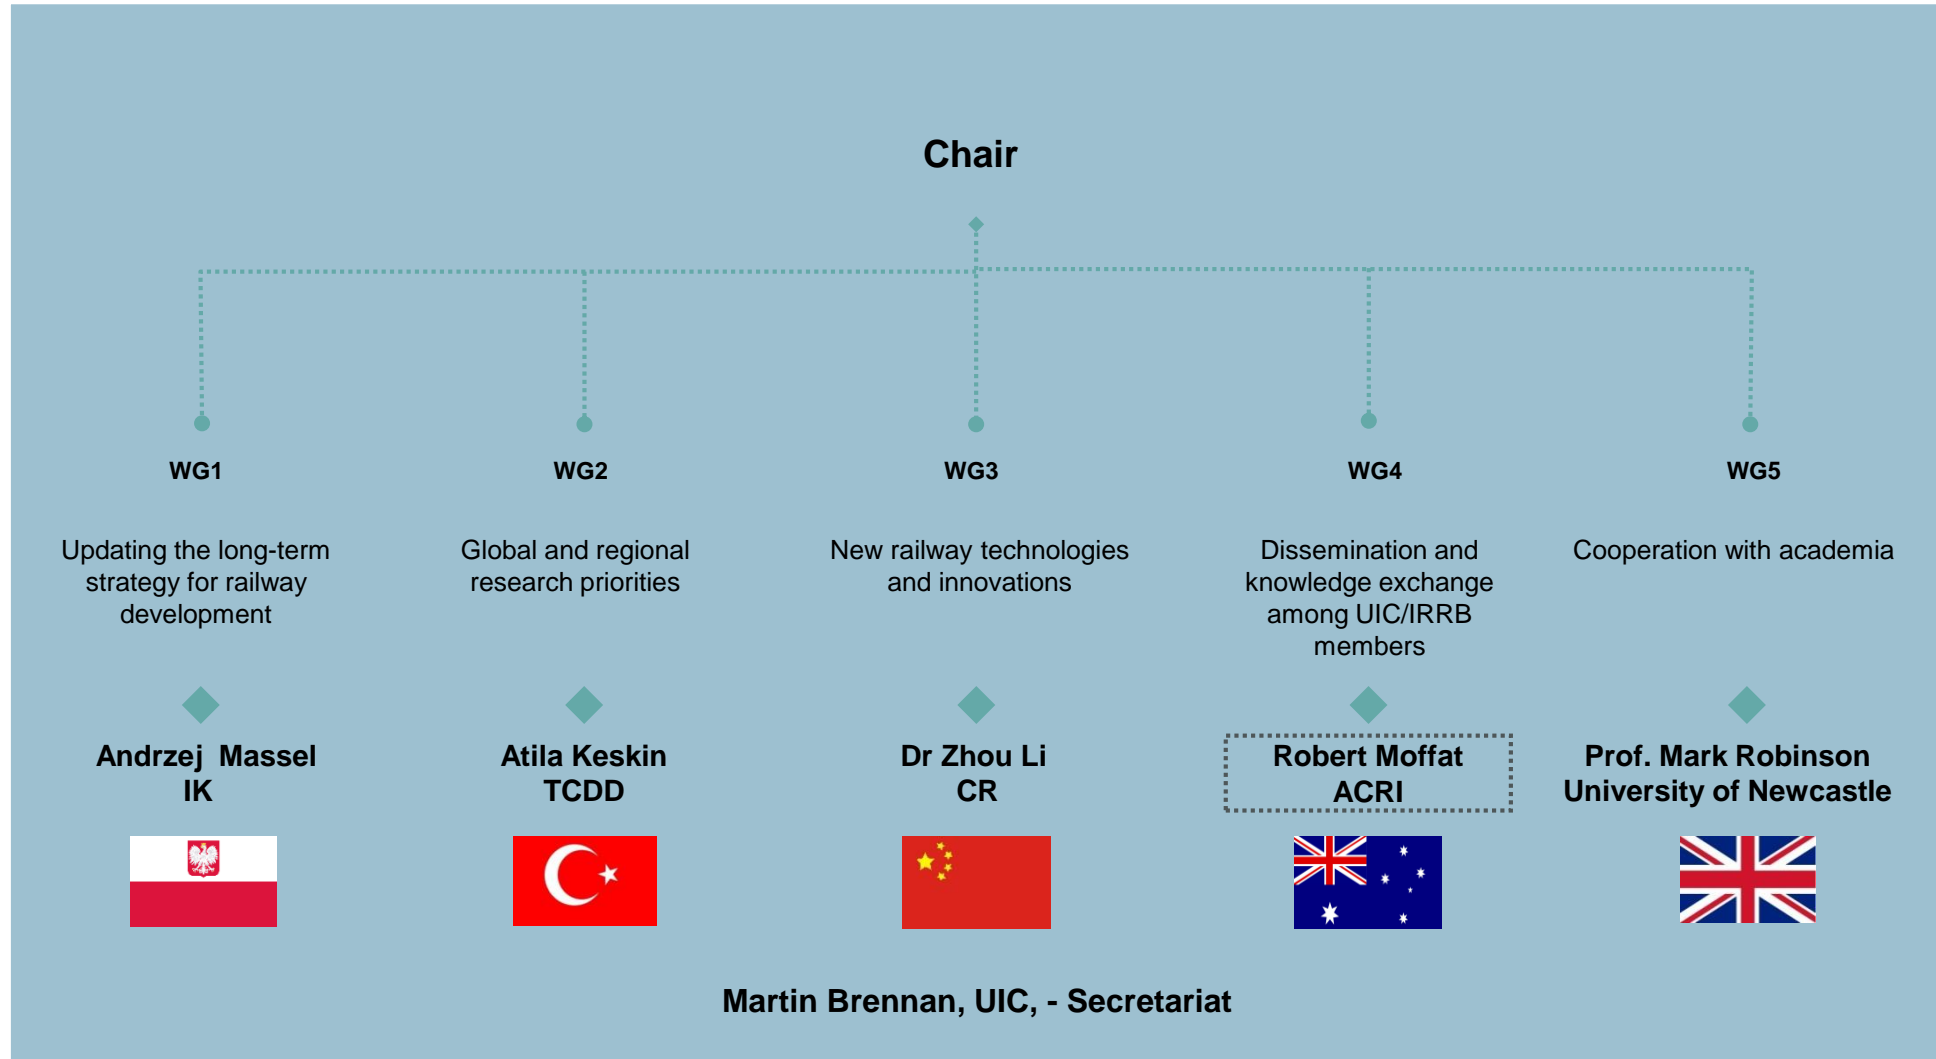 Chair
WG1
Updating the long-term
strategy for railway
development
Andrzej  Massel
IK
WG2
Global and regional
research priorities
Atila Keskin
TCDD
WG3
New railway technologies
and innovations
Dr Zhou Li
CR
WG4
Dissemination and
knowledge exchange
among UIC/IRRB
members
Robert Moffat
ACRI
WG5
Cooperation with academia
Prof. Mark Robinson
University of Newcastle
Martin Brennan, UIC, - Secretariat